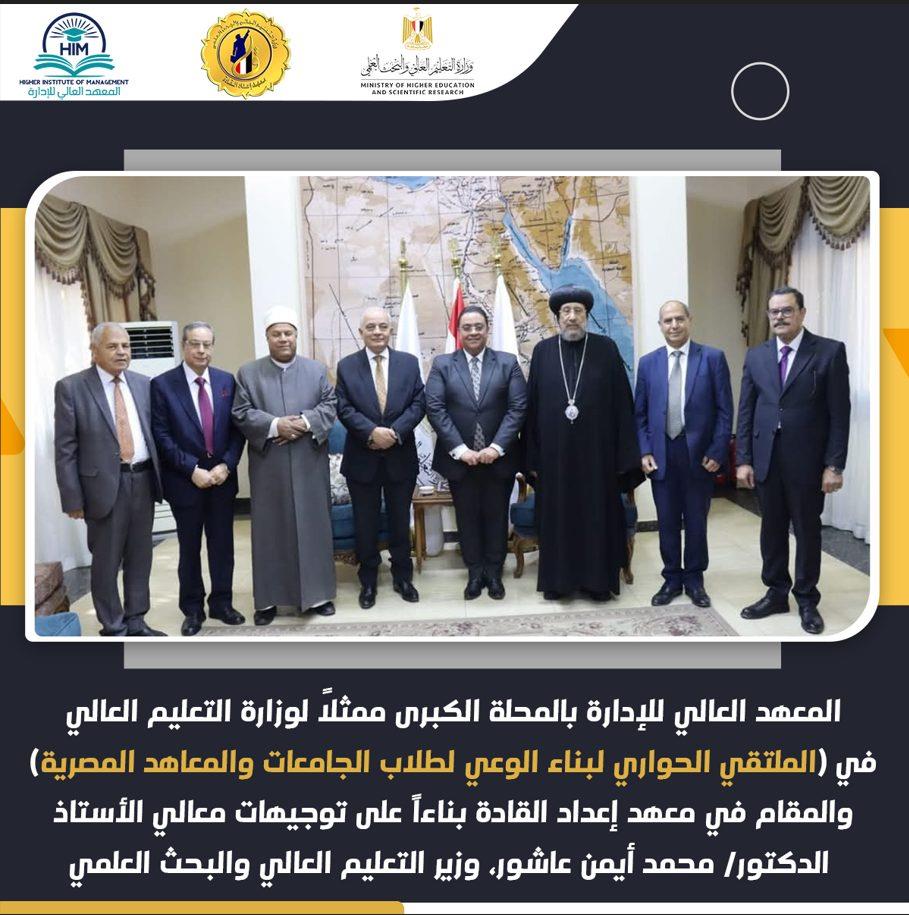 HIM
HIGHER INSTITUTE OF MANAGEMENT
المعهد العالي للإدارة
وزارة التعليم العالي والبحث العلمي
MINISTRY OF HIGHER EDUCATION
AND SCIENTIFIC RESEARCH
المعهد العالي للإدارة بالمحلة الكبرى ممثلاً لوزارة التعليم العالي
في (الملتقي الحواري لبناء الوعي لطلاب الجامعات والمعاهد المصرية)
والمقام في معهد إعداد القادة بناءاً على توجيهات معالي الأستاذ
الدكتور/ محمد أيمن عاشور، وزير التعليم العالي والبحث العلمي